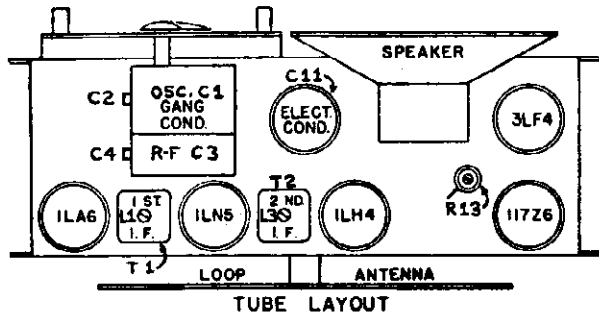 SPEAKER
C11
C2
OSC. C1
GANG
COND.
ELECT.
COND.
3LF4
C4
R-F C3
T2
1LA6
1 ST.
L1
I.F.
1LN5
2 ND.
L3
I.F.
1LH4
R13
117Z6
T1
LOOP ANTENNA
TUBE LAYOUT